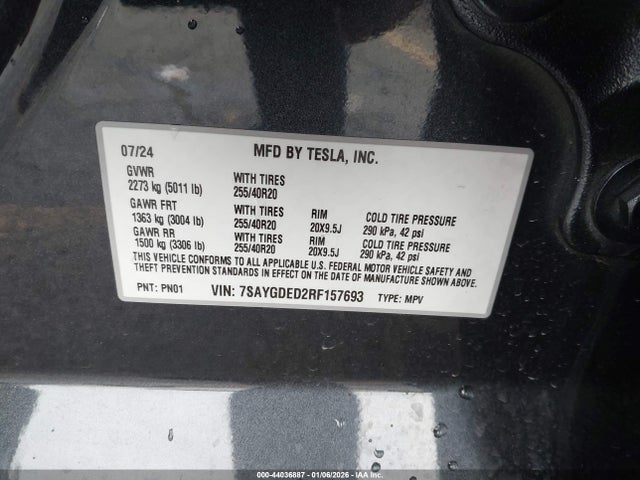 07/24 MFD BY TESLA, INC.
GVWR
2273 kg (5011 lb) WITH TIRES 255/40R20
GAWR FRT
1363 kg (3004 lb) WITH TIRES 255/40R20 RIM 20X9.5J COLD TIRE PRESSURE 290 kPa, 42 psi
GAWR RR
1500 kg (3306 lb) WITH TIRES 255/40R20 RIM 20X9.5J COLD TIRE PRESSURE 290 kPa, 42 psi
THIS VEHICLE CONFORMS TO ALL APPLICABLE U.S. FEDERAL MOTOR VEHICLE SAFETY AND
THEFT PREVENTION STANDARDS IN EFFECT ON THE DATE OF MANUFACTURE SHOWN ABOVE.
PNT: PN01 VIN: 7SAYGDED2RF157693 TYPE: MPV
000-44036887 - 01/06/2026 - © IAA Inc.